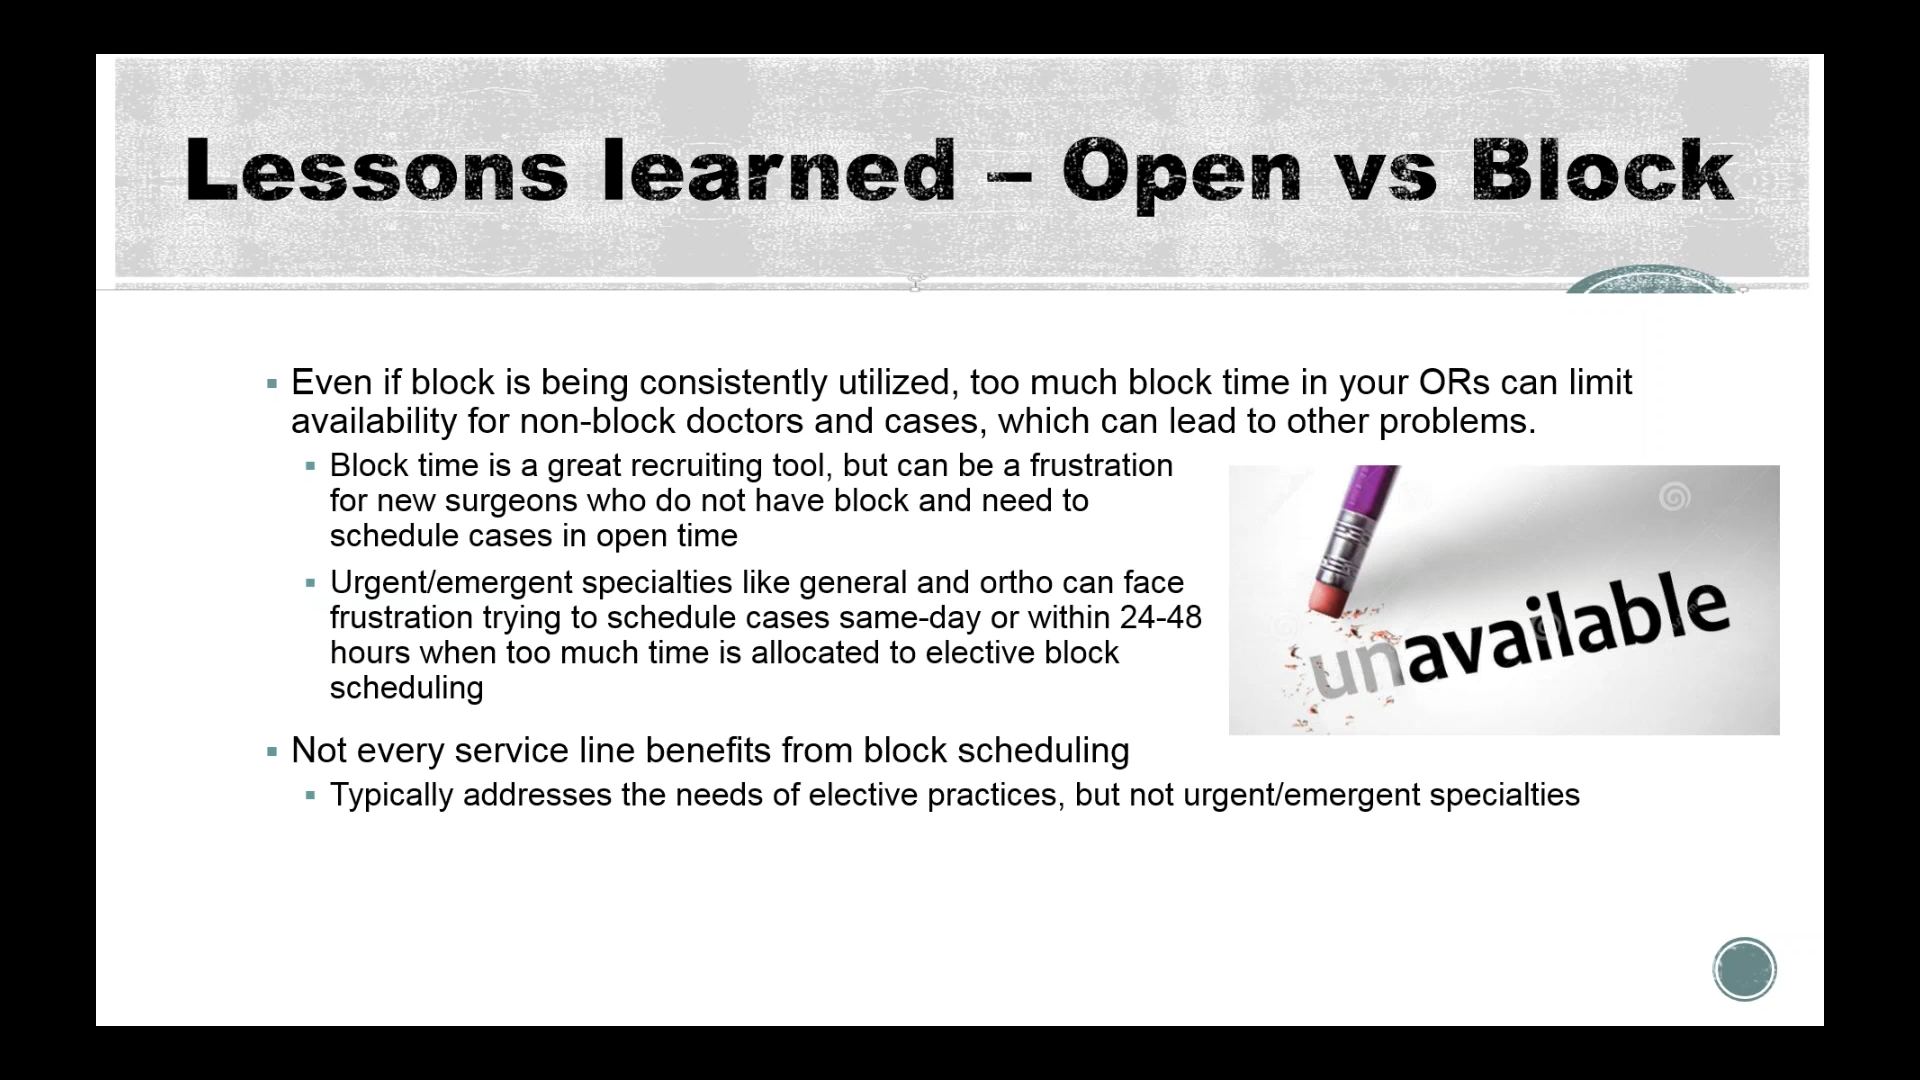 Lessons learned – Open vs Block
▪ Even if block is being consistently utilized, too much block time in your ORs can limit
availability for non-block doctors and cases, which can lead to other problems.
▪ Block time is a great recruiting tool, but can be a frustration
for new surgeons who do not have block and need to
schedule cases in open time
▪ Urgent/emergent specialties like general and ortho can face
frustration trying to schedule cases same-day or within 24-48
hours when too much time is allocated to elective block
scheduling
unavailable
▪ Not every service line benefits from block scheduling
▪ Typically addresses the needs of elective practices, but not urgent/emergent specialties